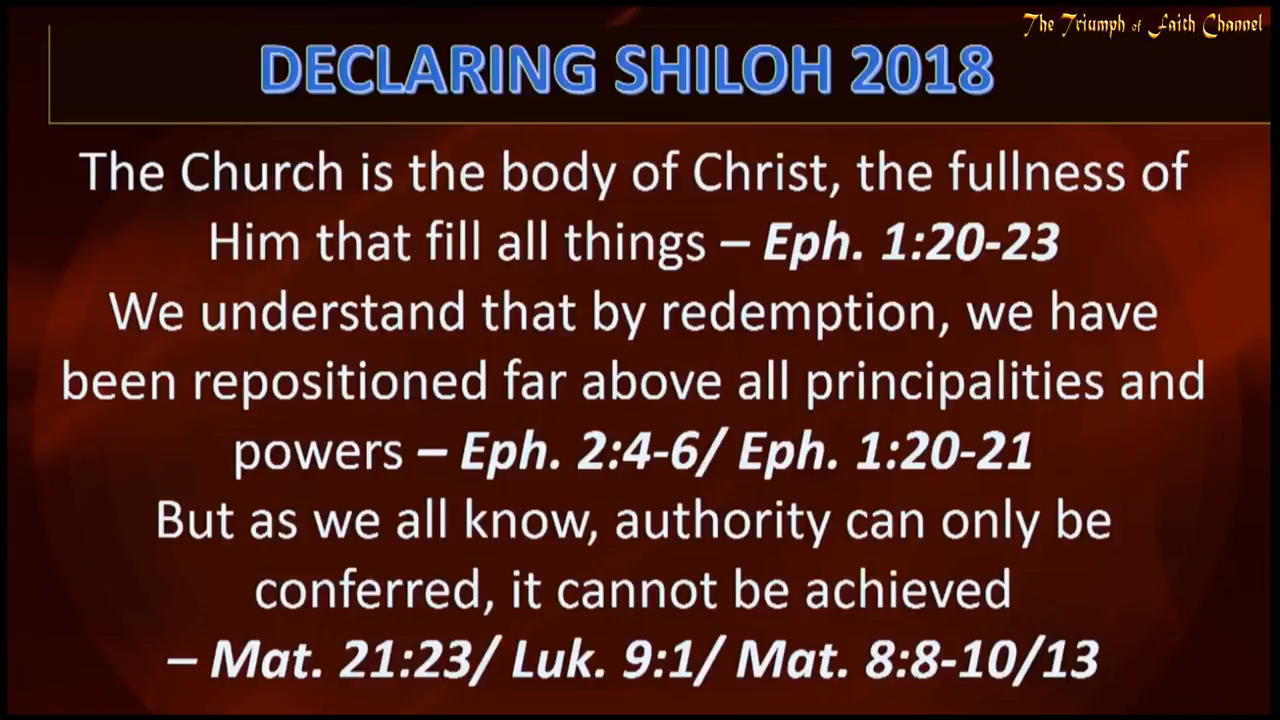 The Triumph of Faith Channel
DECLARING SHILOH 2018
The Church is the body of Christ, the fullness of
Him that fill all things – Eph. 1:20-23
We understand that by redemption, we have
been repositioned far above all principalities and
powers – Eph. 2:4-6/ Eph. 1:20-21
But as we all know, authority can only be
conferred, it cannot be achieved
– Mat. 21:23/ Luk. 9:1/ Mat. 8:8-10/13